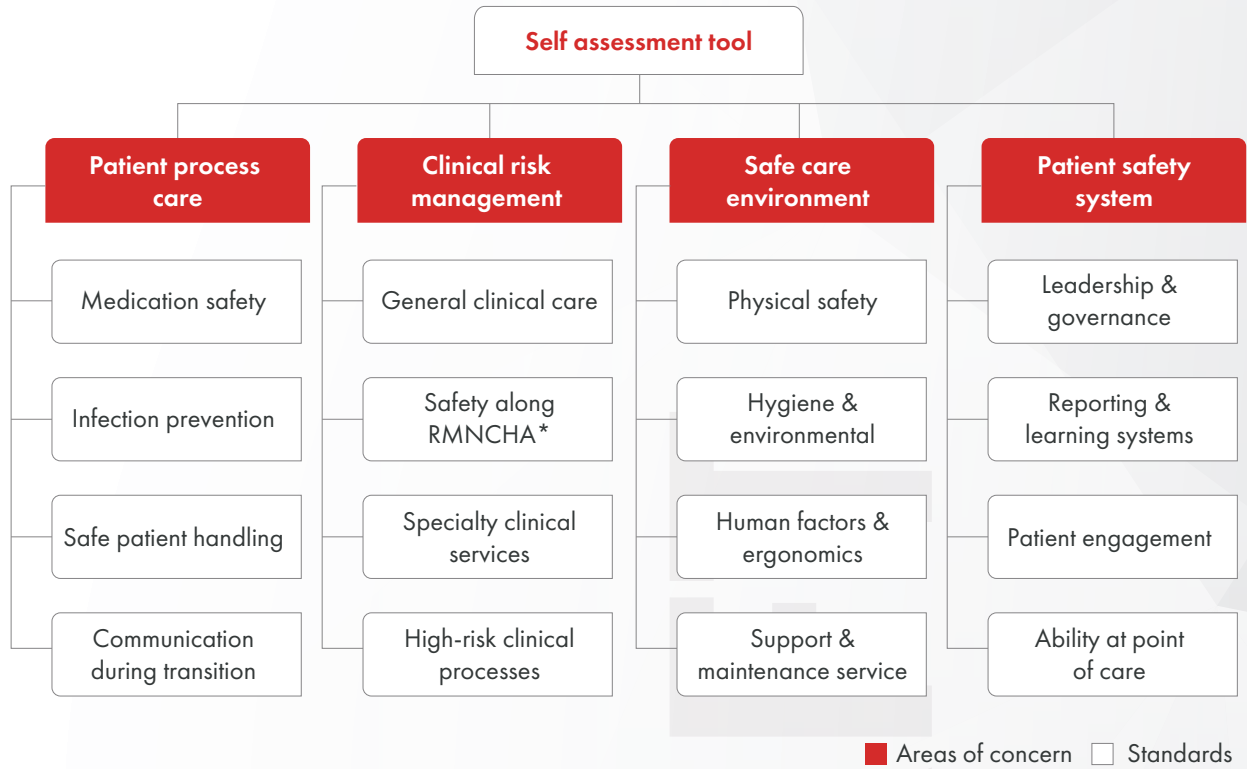 Self assessment tool
Patient process
care
Medication safety
Infection prevention
Safe patient handling
Communication
during transition
Clinical risk
management
General clinical care
Safety along
RMNCHA*
Specialty clinical
services
High-risk clinical
processes
Safe care
environment
Physical safety
Hygiene &
environmental
Human factors &
ergonomics
Support &
maintenance service
Patient safety
system
Leadership &
governance
Reporting &
learning systems
Patient engagement
Ability at point
of care
Areas of concern
Standards